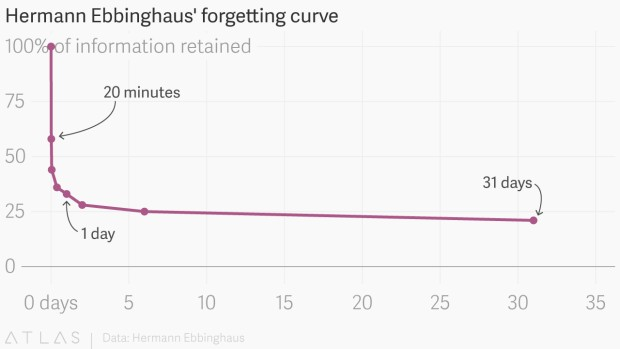 Hermann Ebbinghaus' forgetting curve
100% of information retained
20 minutes
75
50
31 days
25
1 day
0
0 days 5 10 15 20 25 30 35
ATLAS | Data: Hermann Ebbinghaus